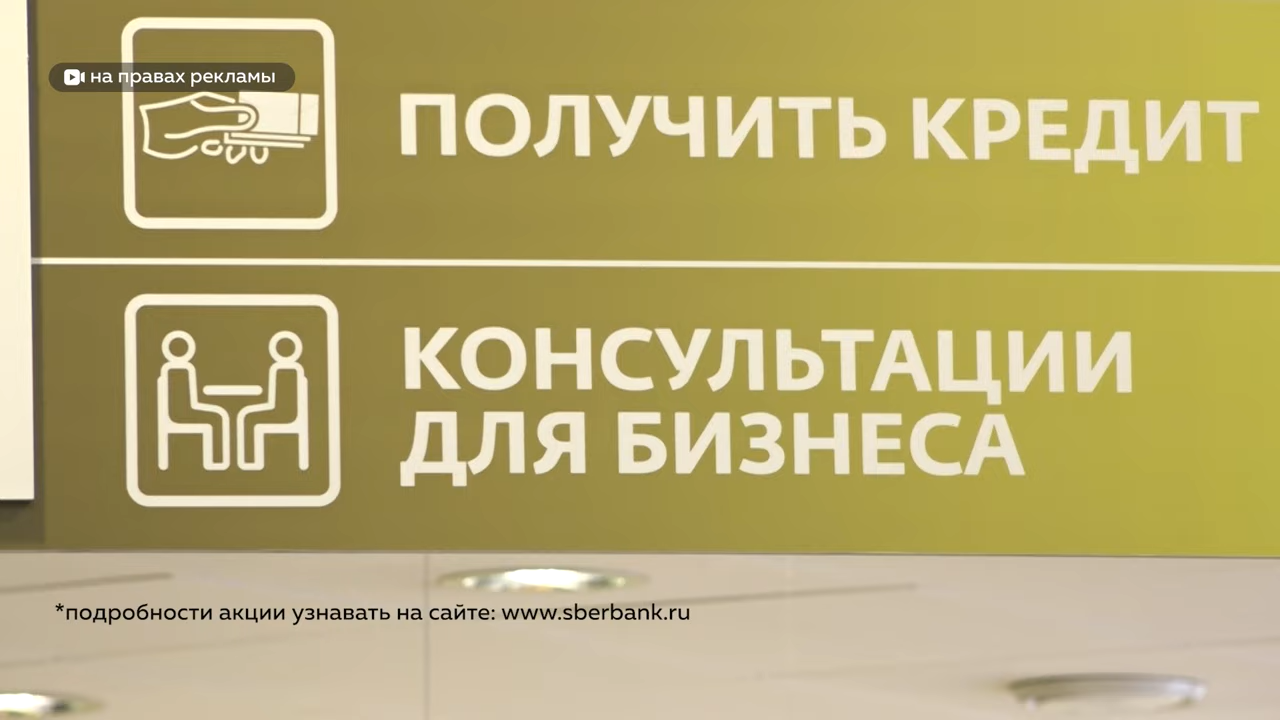 на правах рекламы
ПОЛУЧИТЬ КРЕДИТ
КОНСУЛЬТАЦИИ
ДЛЯ БИЗНЕСА
*подробности акции узнавать на сайте: www.sberbank.ru